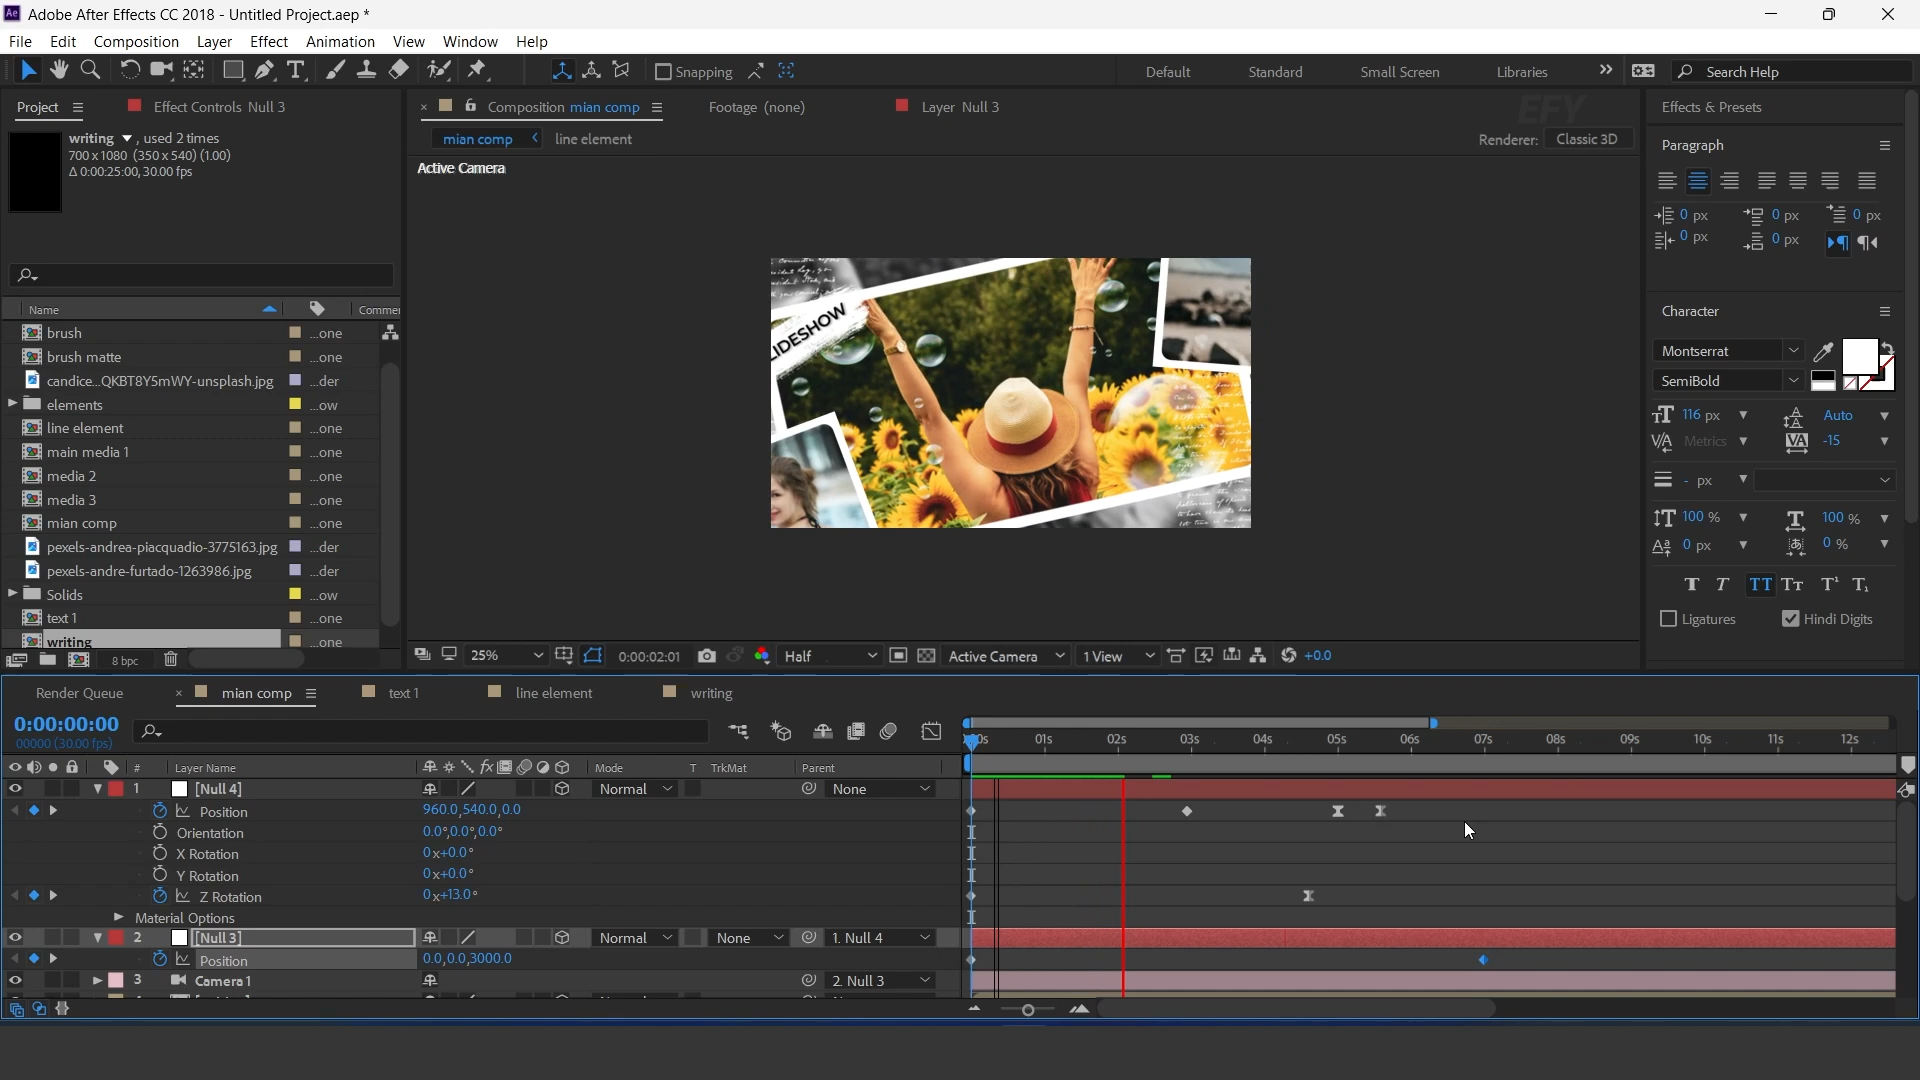 Adobe After Effects CC 2018 - Untitled Project.aep *
File Edit Composition Layer Effect Animation View Window Help
Snapping Default Standard Small Screen Libraries Search Help
Project Effect Controls Null 3 Composition mian comp Footage (none) Layer Null 3 EFY Effects & Presets
writing , used 2 times
700 x 1080 (350 x 540) (1.00)
Δ 0:00:25:00, 30.00 fps
mian comp line element Renderer: Classic 3D
Active Camera
LIDESHOW
Paragraph
0 px 0 px 0 px
0 px 0 px
Character
Montserrat
SemiBold
116 px Auto
Metrics -15
- px
100 % 100 %
0 px 0 %
T T TT Tt T¹ T₁
Ligatures Hindi Digits
Name Commer
brush ...one
brush matte ...one
candice...QKBT8Y5mWY-unsplash.jpg ...der
elements ...ow
line element ...one
main media 1 ...one
media 2 ...one
media 3 ...one
mian comp ...one
pexels-andrea-piacquadio-3775163.jpg ...der
pexels-andre-furtado-1263986.jpg ...der
Solids ...ow
text 1 ...one
writing ...one
8 bpc
25% 0:00:02:01 Half Active Camera 1 View +0.0
Render Queue mian comp text 1 line element writing
0:00:00:00
00000 (30.00 fps)
01s 02s 03s 04s 05s 06s 07s 08s 09s 10s 11s 12s
# Layer Name Mode T TrkMat Parent
1 [Null 4] Normal None
Position 960.0,540.0,0.0
Orientation 0.0°,0.0°,0.0°
X Rotation 0x+0.0°
Y Rotation 0x+0.0°
Z Rotation 0x+13.0°
Material Options
2 [Null 3] Normal None 1. Null 4
Position 0.0,0.0,3000.0
3 Camera 1 2. Null 3